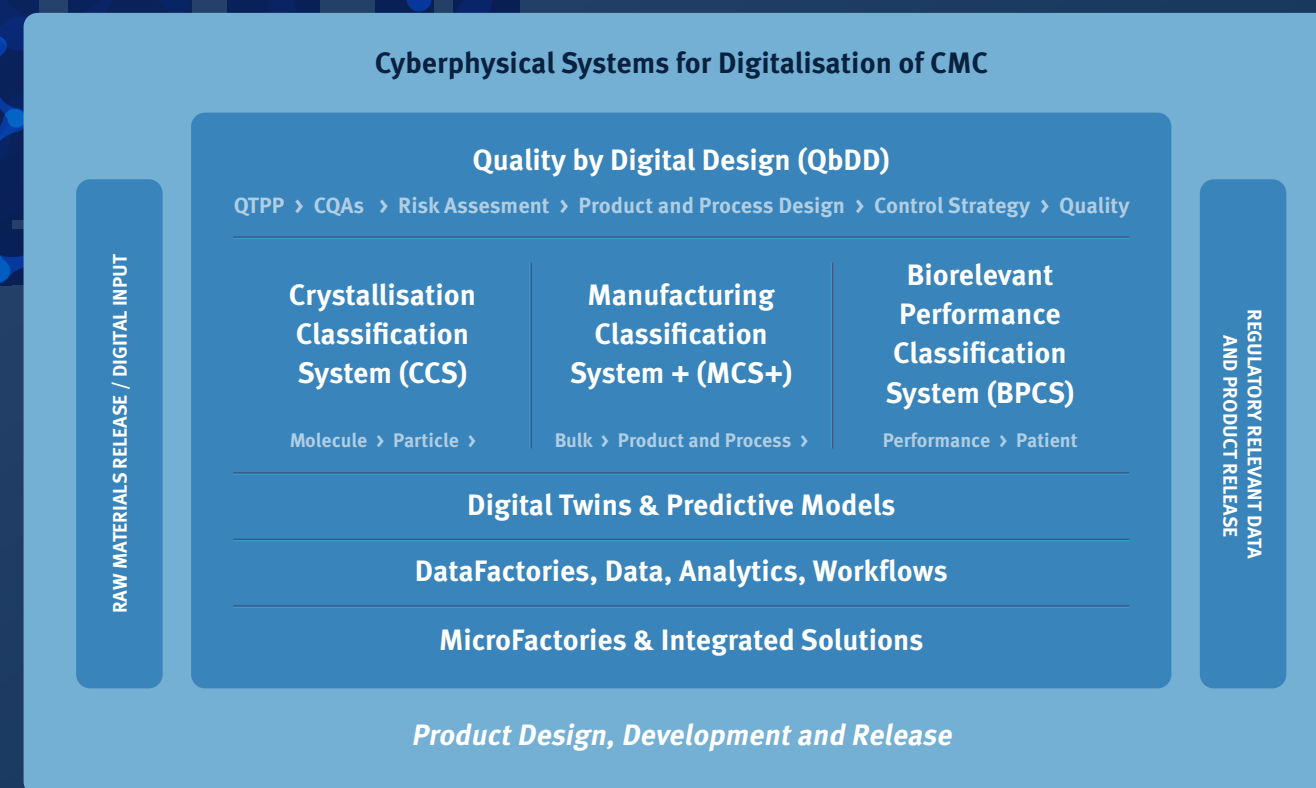 Cyberphysical Systems for Digitalisation of CMC
RAW MATERIALS RELEASE / DIGITAL INPUT
Quality by Digital Design (QbDD)
QTPP > CQAs > Risk Assesment > Product and Process Design > Control Strategy > Quality
Crystallisation
Classification
System (CCS)
Molecule > Particle >
Manufacturing
Classification
System + (MCS+)
Bulk > Product and Process >
Biorelevant
Performance
Classification
System (BPCS)
Performance > Patient
Digital Twins & Predictive Models
DataFactories, Data, Analytics, Workflows
MicroFactories & Integrated Solutions
REGULATORY RELEVANT DATA
AND PRODUCT RELEASE
Product Design, Development and Release